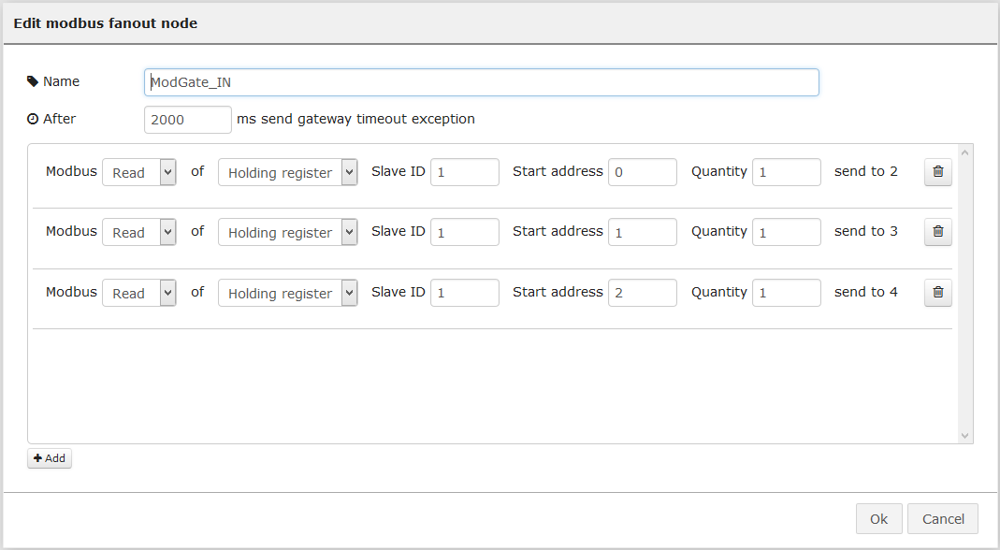 Edit modbus fanout node
Name ModGate_IN
After 2000 ms send gateway timeout exception
Modbus Read of Holding register Slave ID 1 Start address 0 Quantity 1 send to 2
Modbus Read of Holding register Slave ID 1 Start address 1 Quantity 1 send to 3
Modbus Read of Holding register Slave ID 1 Start address 2 Quantity 1 send to 4
Add
Ok Cancel